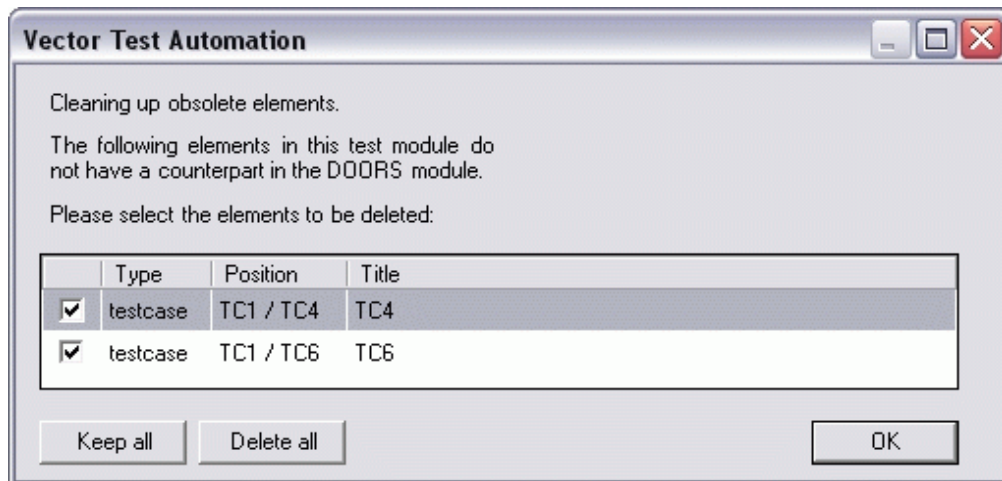 Vector Test Automation
Cleaning up obsolete elements.
The following elements in this test module do
not have a counterpart in the DOORS module.
Please select the elements to be deleted:
Type Position Title
testcase TC1 / TC4 TC4
testcase TC1 / TC6 TC6
Keep all Delete all OK